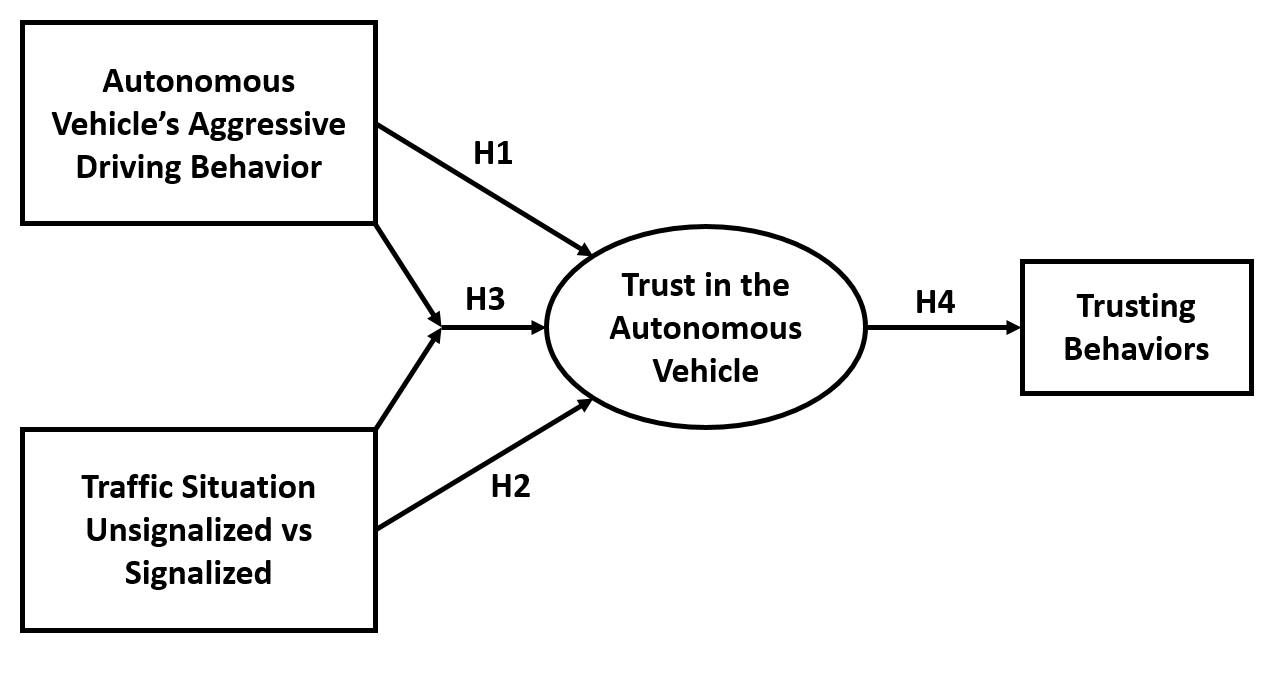 Autonomous
Vehicle’s Aggressive
Driving Behavior
H1
H3
Trust in the
Autonomous
Vehicle
H4
Trusting
Behaviors
H2
Traffic Situation
Unsignalized vs
Signalized